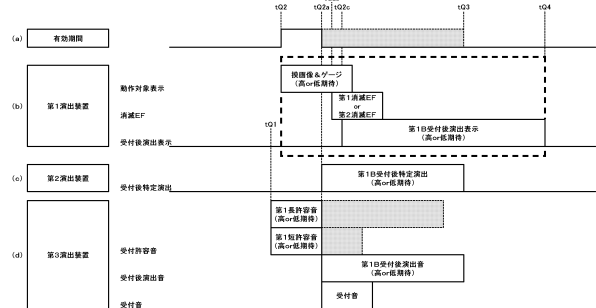 tQ2
tQ2a
tQ2c
tQ3
tQ4
(a)
有効期間
(b)
第1演出装置
動作対象表示
操画像&ゲージ
(高or低期待)
消滅EF
第1消滅EF
or
第2消滅EF
受付後演出表示
第1B受付後演出表示
(高or低期待)
tQ1
(c)
第2演出装置
受付後特定演出
第1B受付後特定演出
(高or低期待)
(d)
第3演出装置
第1長許容音
(高or低期待)
受付許容音
第1短許容音
(高or低期待)
受付後演出音
第1B受付後演出音
(高or低期待)
受付音
受付音